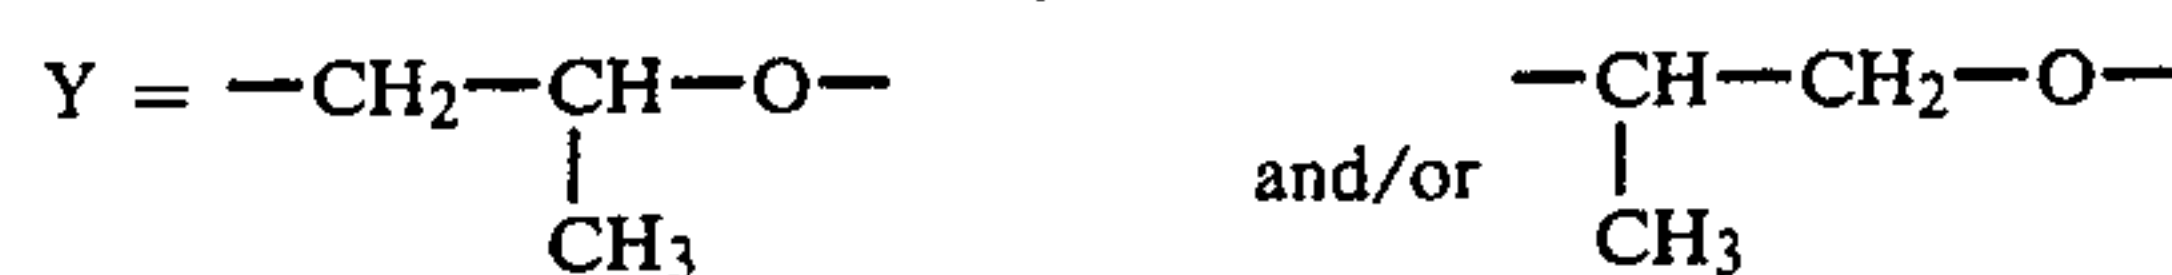 Y = —CH₂—CH—O— —CH—CH₂—O—
and/or
CH₃ CH₃